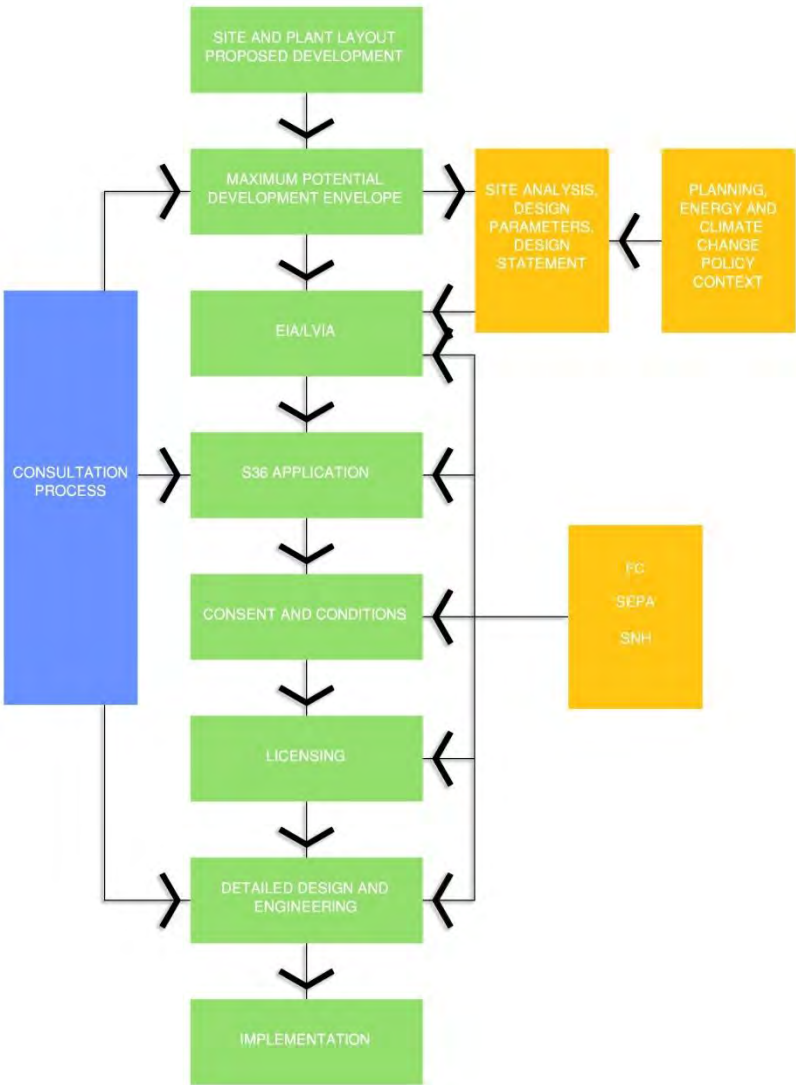 SITE AND PLANT LAYOUT
PROPOSED DEVELOPMENT
MAXIMUM POTENTIAL
DEVELOPMENT ENVELOPE
SITE ANALYSIS,
DESIGN
PARAMETERS,
DESIGN
STATEMENT
PLANNING,
ENERGY AND
CLIMATE
CHANGE
POLICY
CONTEXT
EIA/LVIA
CONSULTATION
PROCESS
S36 APPLICATION
CONSENT AND CONDITIONS
FC
SEPA
SNH
LICENSING
DETAILED DESIGN AND
ENGINEERING
IMPLEMENTATION